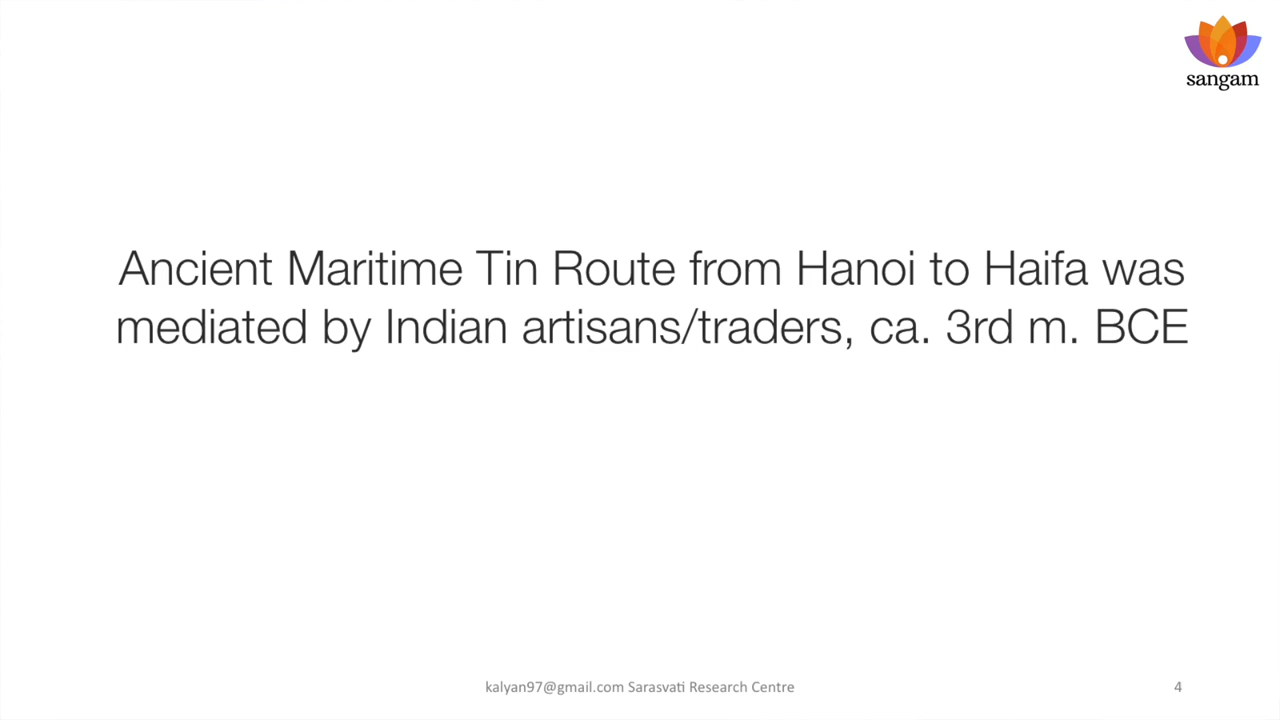 sangam
Ancient Maritime Tin Route from Hanoi to Haifa was
mediated by Indian artisans/traders, ca. 3rd m. BCE
kalyan97@gmail.com Sarasvati Research Centre
4